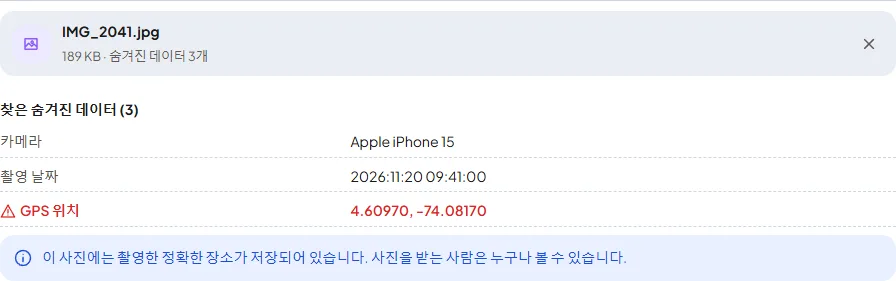 IMG_2041.jpg
189 KB · 숨겨진 데이터 3개
찾은 숨겨진 데이터 (3)
카메라 Apple iPhone 15
촬영 날짜 2026:11:20 09:41:00
GPS 위치 4.60970, -74.08170
이 사진에는 촬영한 정확한 장소가 저장되어 있습니다. 사진을 받는 사람은 누구나 볼 수 있습니다.